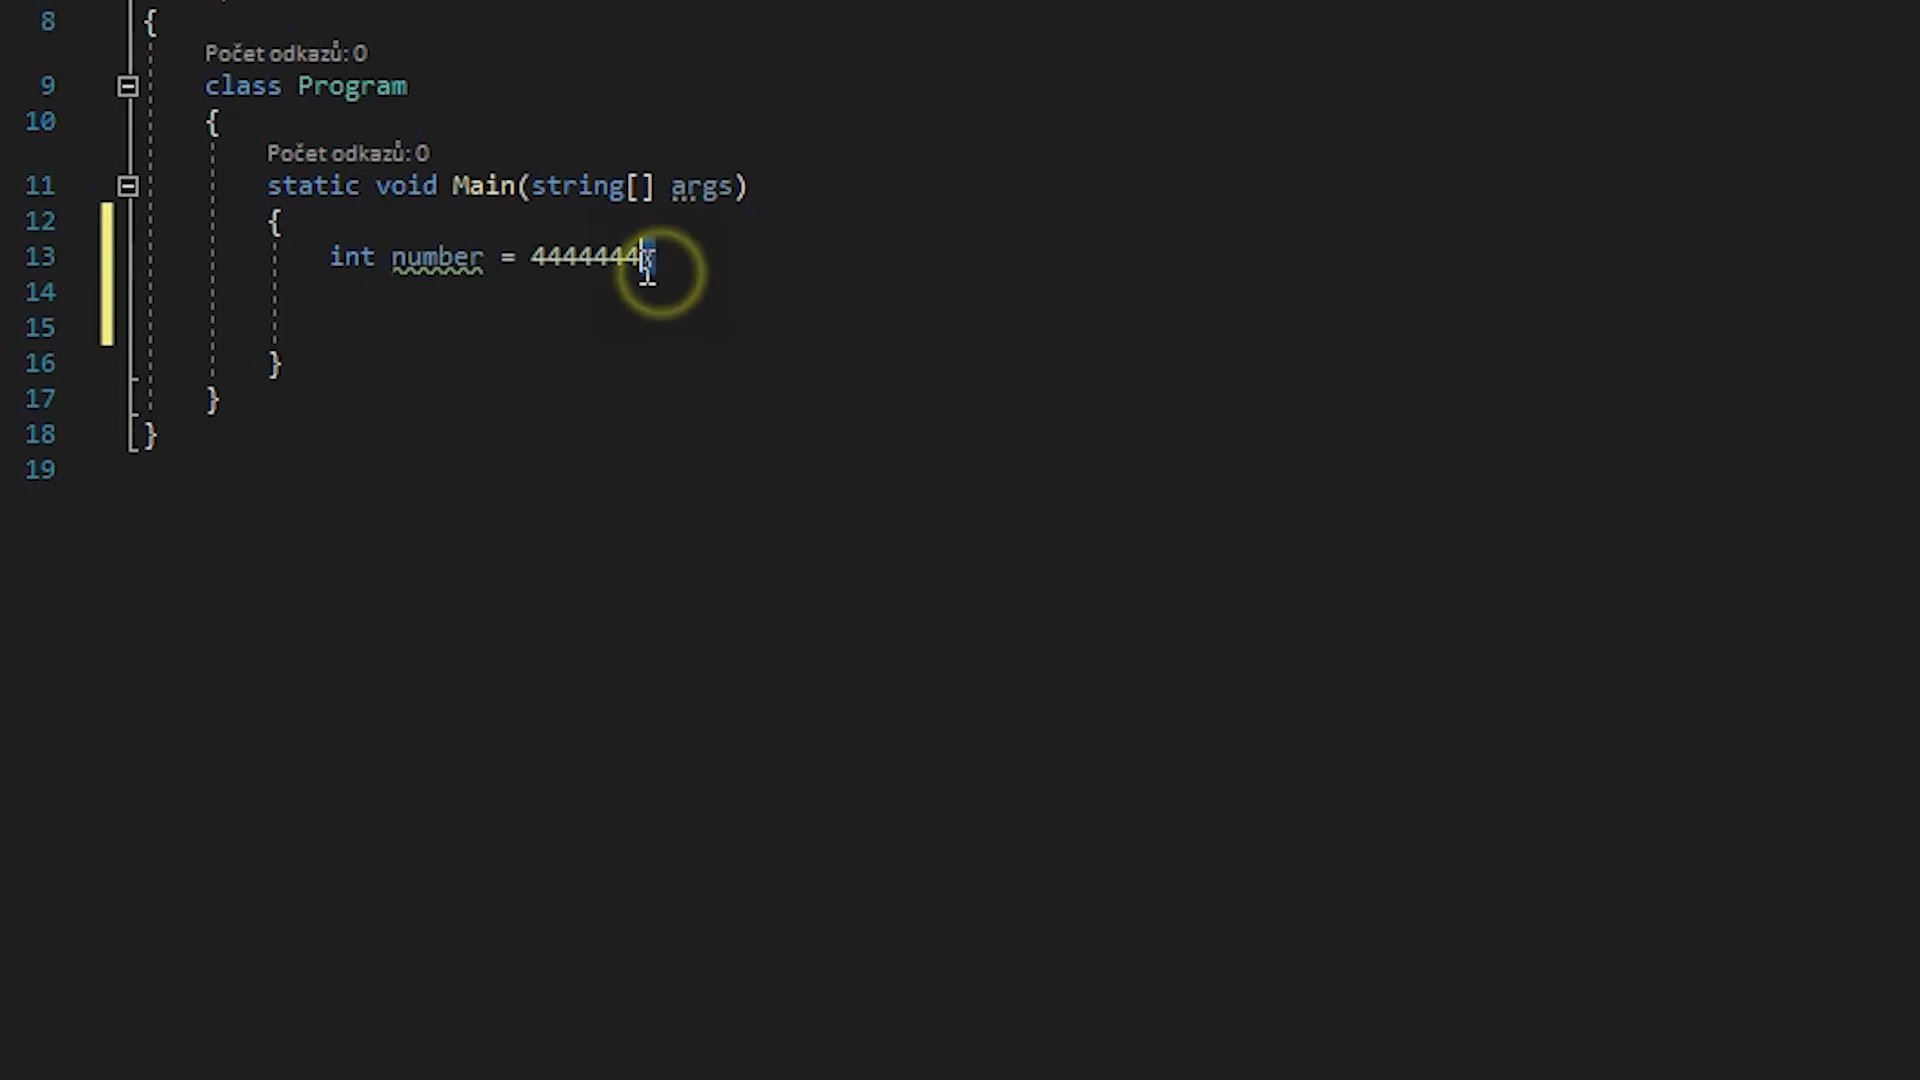 8 {
Počet odkazů: 0
9 class Program
10 {
Počet odkazů: 0
11 static void Main(string[] args)
12 {
13 int number = 4444444;
14
15
16 }
17 }
18 }
19